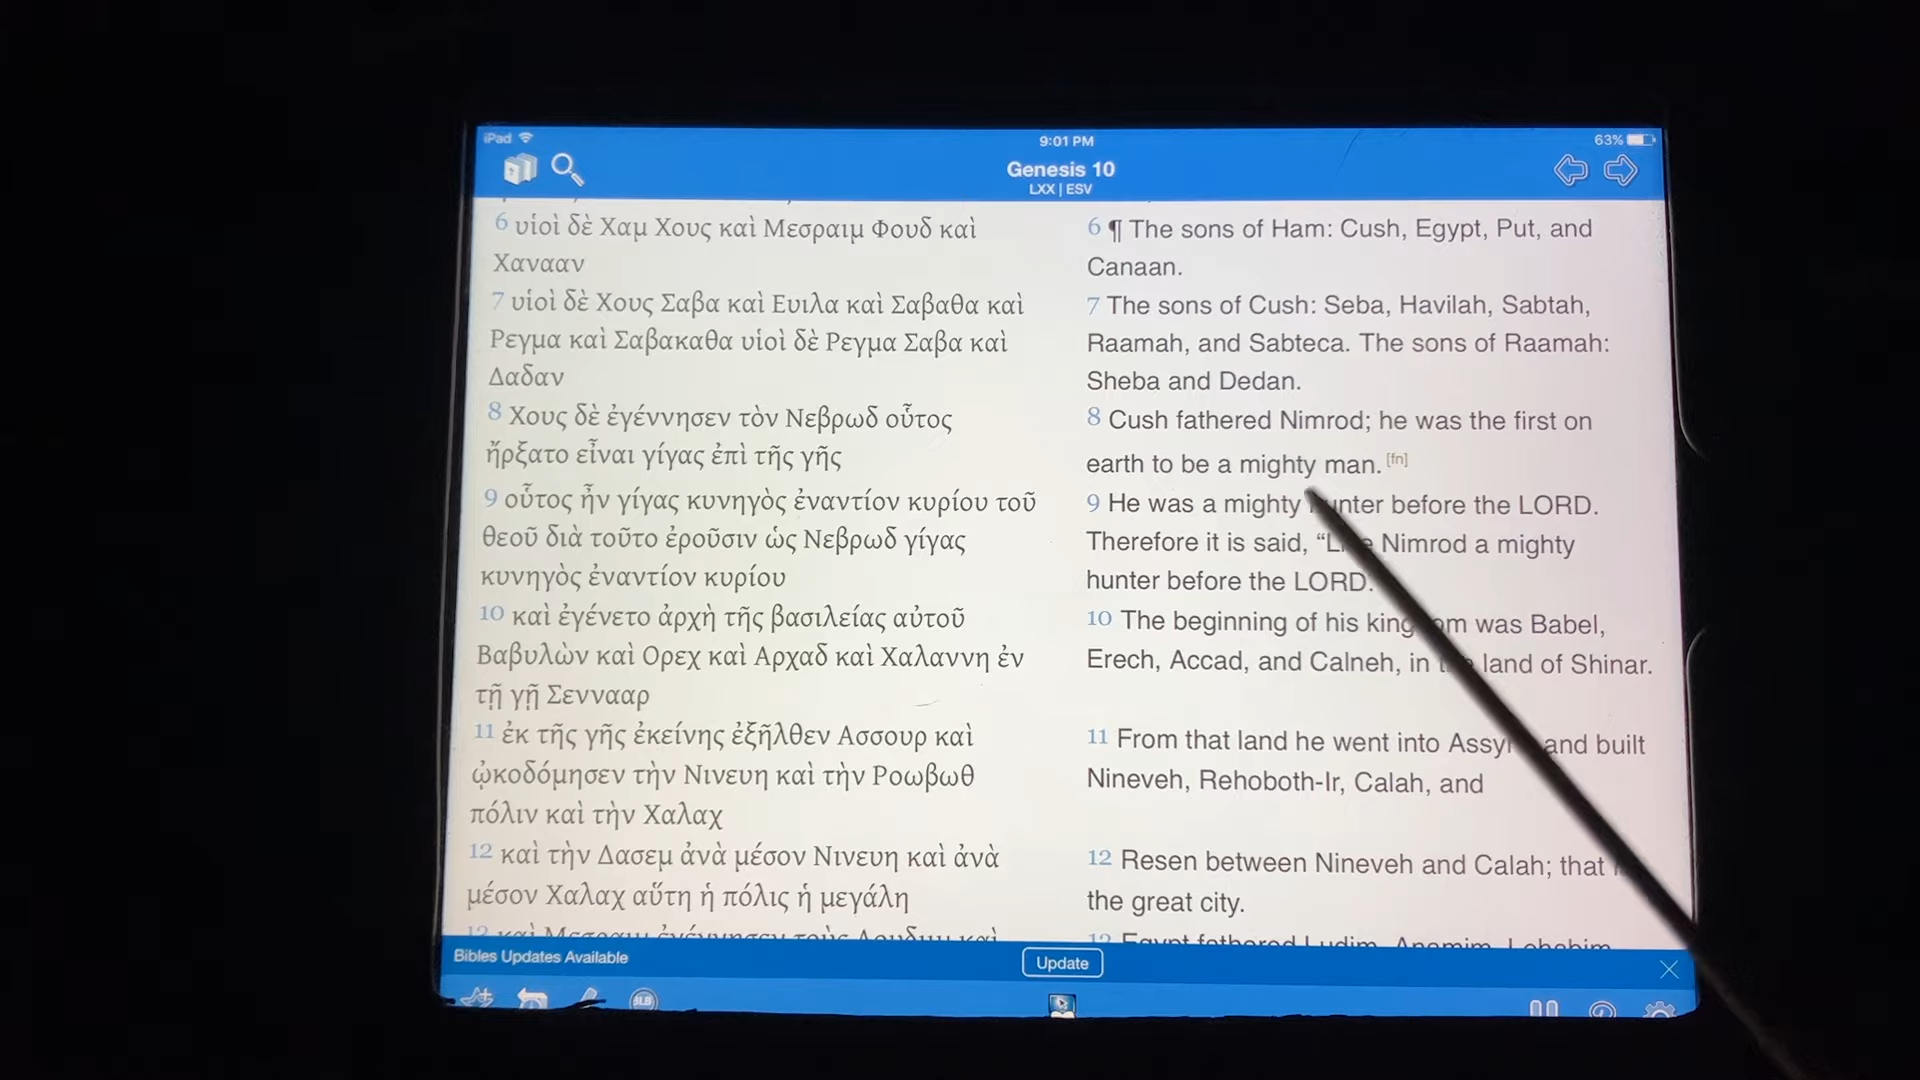 iPad
9:01 PM
63%
Genesis 10
LXX | ESV
6 υἱοὶ δὲ Χαμ Χους καὶ Μεσραιμ Φουδ καὶ
Χανααν
7 υἱοὶ δὲ Χους Σαβα καὶ Ευιλα καὶ Σαβαθα καὶ
Ρεγμα καὶ Σαβακαθα υἱοὶ δὲ Ρεγμα Σαβα καὶ
Δαδαν
8 Χους δὲ ἐγέννησεν τὸν Νεβρωδ οὗτος
ἤρξατο εἶναι γίγας ἐπὶ τῆς γῆς
9 οὗτος ἦν γίγας κυνηγὸς ἐναντίον κυρίου τοῦ
θεοῦ διὰ τοῦτο ἐροῦσιν ὡς Νεβρωδ γίγας
κυνηγὸς ἐναντίον κυρίου
10 καὶ ἐγένετο ἀρχὴ τῆς βασιλείας αὐτοῦ
Βαβυλὼν καὶ Ορεχ καὶ Αρχαδ καὶ Χαλαννη ἐν
τῇ γῇ Σεννααρ
11 ἐκ τῆς γῆς ἐκείνης ἐξῆλθεν Ασσουρ καὶ
ᾠκοδόμησεν τὴν Νινευη καὶ τὴν Ροωβωθ
πόλιν καὶ τὴν Χαλαχ
12 καὶ τὴν Δασεμ ἀνὰ μέσον Νινευη καὶ ἀνὰ
μέσον Χαλαχ αὕτη ἡ πόλις ἡ μεγάλη
6 ¶ The sons of Ham: Cush, Egypt, Put, and
Canaan.
7 The sons of Cush: Seba, Havilah, Sabtah,
Raamah, and Sabteca. The sons of Raamah:
Sheba and Dedan.
8 Cush fathered Nimrod; he was the first on
earth to be a mighty man. [fn]
9 He was a mighty hunter before the LORD.
Therefore it is said, “Like Nimrod a mighty
hunter before the LORD.
10 The beginning of his kingdom was Babel,
Erech, Accad, and Calneh, in the land of Shinar.
11 From that land he went into Assyria and built
Nineveh, Rehoboth-Ir, Calah, and
12 Resen between Nineveh and Calah; that
the great city.
Egypt fathered Ludim, Anamim, Lehabim,
Bibles Updates Available
Update
BLB